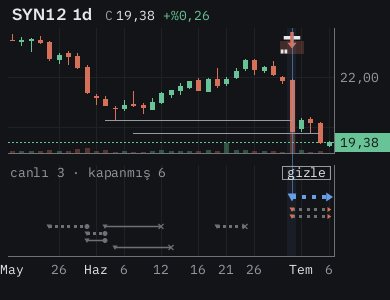 SYN12 1d C 19,38 +%0,26
22,00
19,38
canlı 3 · kapanmış 6 gizle
May 26 Haz 6 12 16 21 26 Tem 6